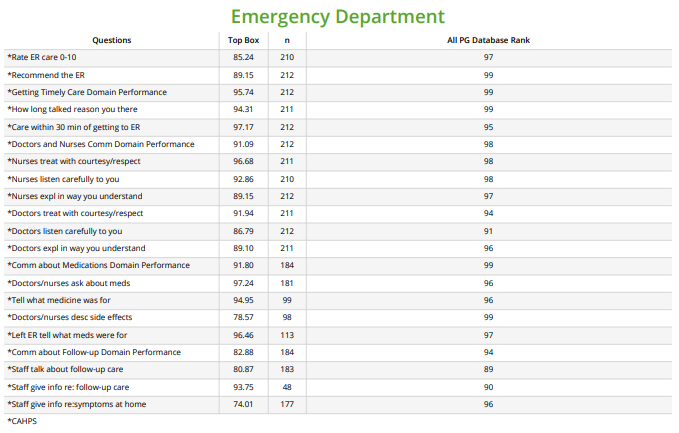 Emergency Department
Questions Top Box n All PG Database Rank
*Rate ER care 0-10 85.24 210 97
*Recommend the ER 89.15 212 99
*Getting Timely Care Domain Performance 95.74 212 99
*How long talked reason you there 94.31 211 99
*Care within 30 min of getting to ER 97.17 212 95
*Doctors and Nurses Comm Domain Performance 91.09 212 98
*Nurses treat with courtesy/respect 96.68 211 98
*Nurses listen carefully to you 92.86 210 98
*Nurses expl in way you understand 89.15 212 97
*Doctors treat with courtesy/respect 91.94 211 94
*Doctors listen carefully to you 86.79 212 91
*Doctors expl in way you understand 89.10 211 96
*Comm about Medications Domain Performance 91.80 184 99
*Doctors/nurses ask about meds 97.24 181 96
*Tell what medicine was for 94.95 99 96
*Doctors/nurses desc side effects 78.57 98 99
*Left ER tell what meds were for 96.46 113 97
*Comm about Follow-up Domain Performance 82.88 184 94
*Staff talk about follow-up care 80.87 183 89
*Staff give info re: follow-up care 93.75 48 90
*Staff give info re:symptoms at home 74.01 177 96
*CAHPS